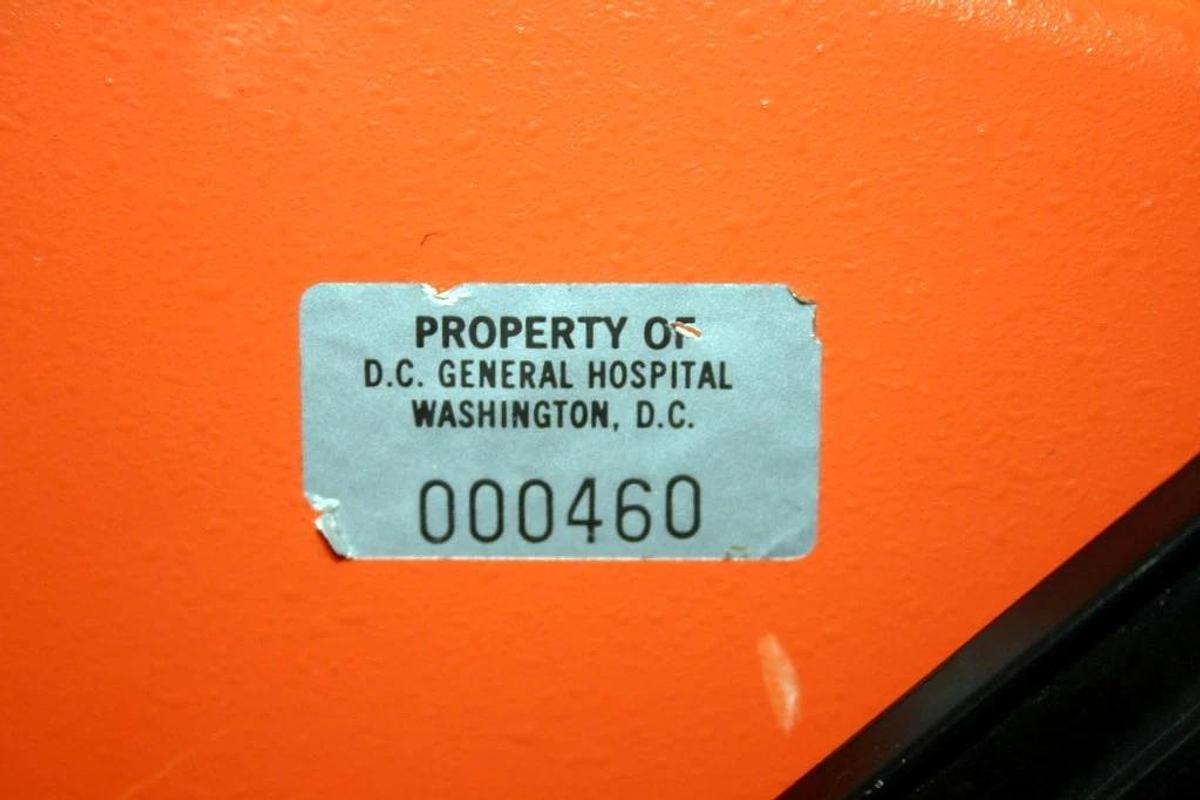 PROPERTY OF
D.C. GENERAL HOSPITAL
WASHINGTON, D.C.
000460